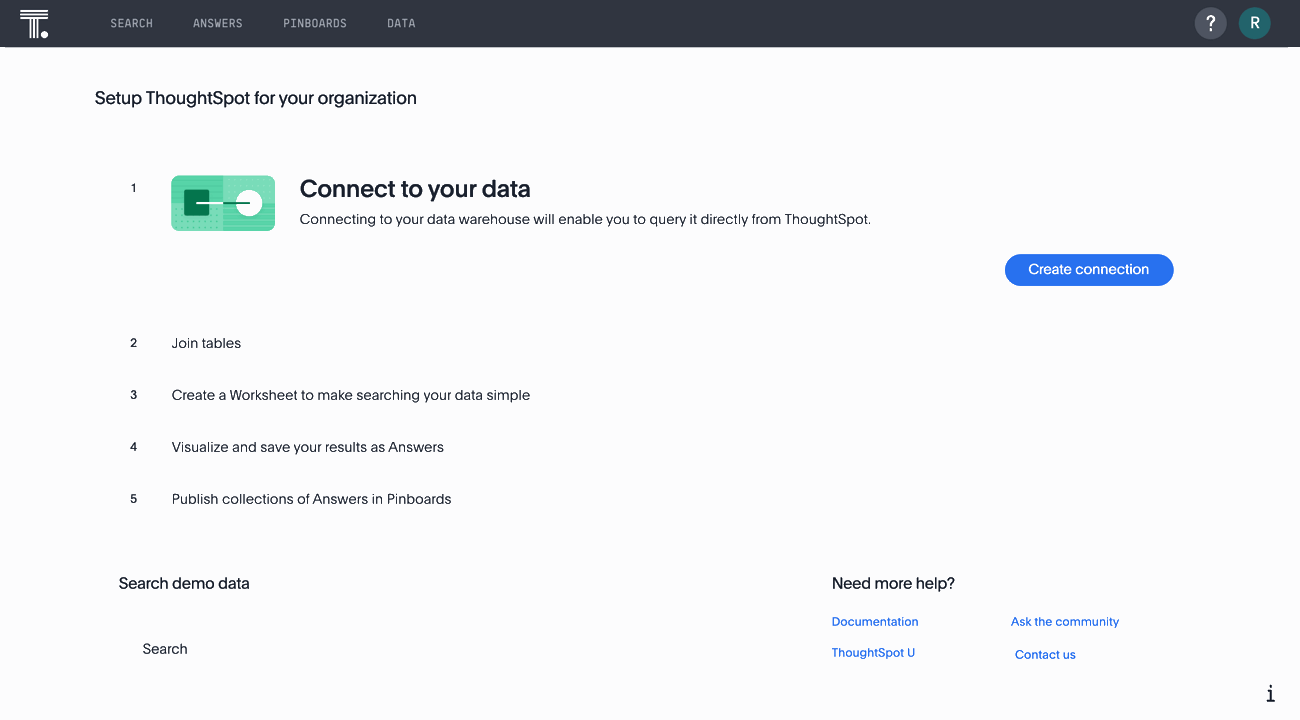 T.
SEARCH ANSWERS PINBOARDS DATA ? R
Setup ThoughtSpot for your organization
1
Connect to your data
Connecting to your data warehouse will enable you to query it directly from ThoughtSpot.
Create connection
2 Join tables
3 Create a Worksheet to make searching your data simple
4 Visualize and save your results as Answers
5 Publish collections of Answers in Pinboards
Search demo data
Search
Need more help?
Documentation Ask the community
ThoughtSpot U Contact us
i